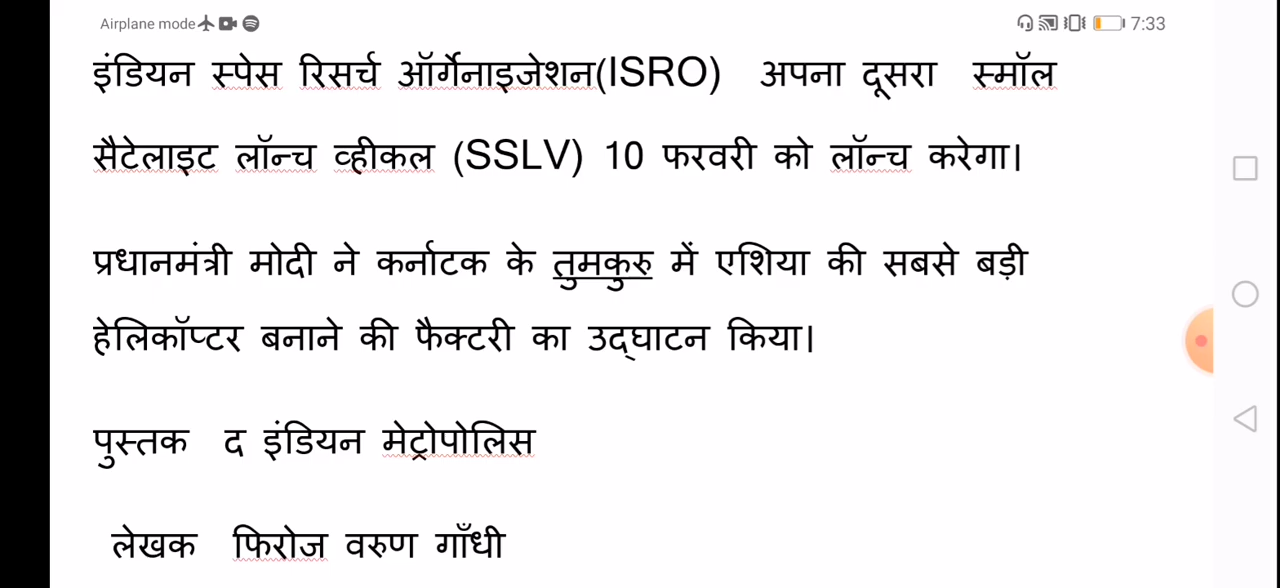 Airplane mode 7:33
इंडियन स्पेस रिसर्च ऑर्गेनाइजेशन(ISRO) अपना दूसरा स्मॉल
सैटेलाइट लॉन्च व्हीकल (SSLV) 10 फरवरी को लॉन्च करेगा।
प्रधानमंत्री मोदी ने कर्नाटक के तुमकुरु में एशिया की सबसे बड़ी
हेलिकॉप्टर बनाने की फैक्टरी का उद्घाटन किया।
पुस्तक द इंडियन मेट्रोपोलिस
लेखक फिरोज वरुण गाँधी